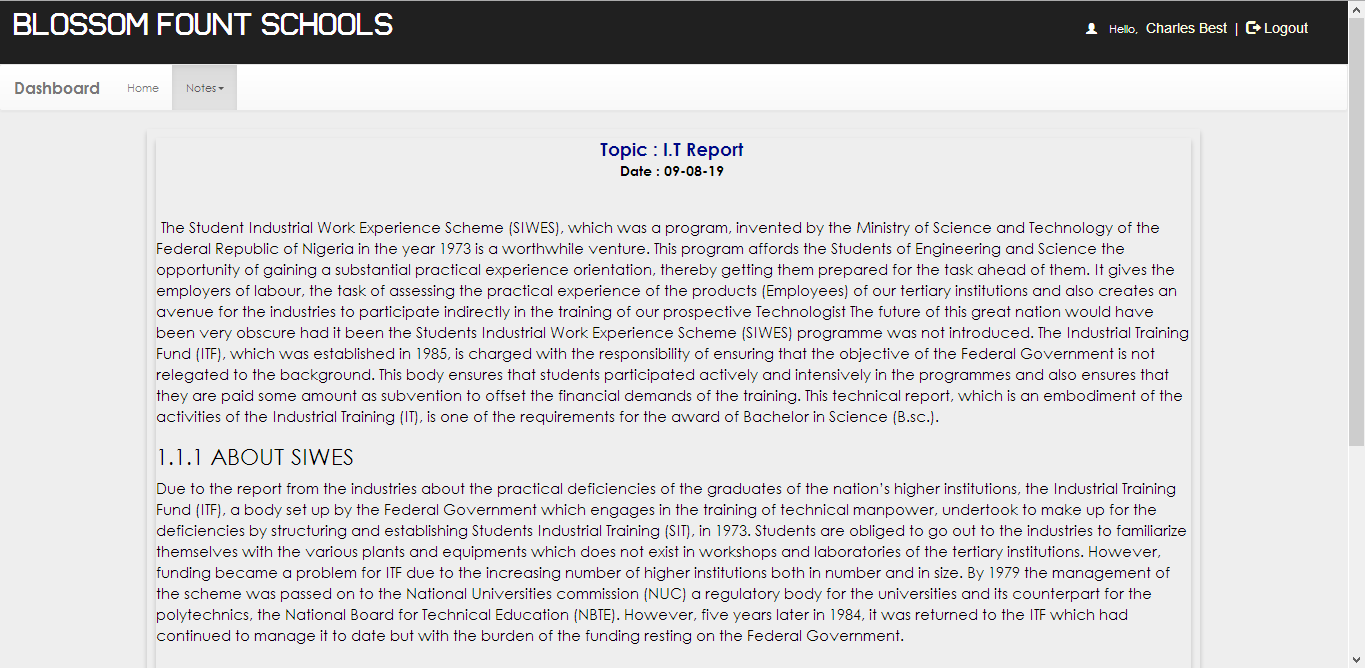 BLOSSOM FOUNT SCHOOLS
Hello, Charles Best | Logout
Dashboard Home Notes
Topic : I.T Report
Date : 09-08-19
The Student Industrial Work Experience Scheme (SIWES), which was a program, invented by the Ministry of Science and Technology of the
Federal Republic of Nigeria in the year 1973 is a worthwhile venture. This program affords the Students of Engineering and Science the
opportunity of gaining a substantial practical experience orientation, thereby getting them prepared for the task ahead of them. It gives the
employers of labour, the task of assessing the practical experience of the products (Employees) of our tertiary institutions and also creates an
avenue for the industries to participate indirectly in the training of our prospective Technologist The future of this great nation would have
been very obscure had it been the Students Industrial Work Experience Scheme (SIWES) programme was not introduced. The Industrial Training
Fund (ITF), which was established in 1985, is charged with the responsibility of ensuring that the objective of the Federal Government is not
relegated to the background. This body ensures that students participated actively and intensively in the programmes and also ensures that
they are paid some amount as subvention to offset the financial demands of the training. This technical report, which is an embodiment of the
activities of the Industrial Training (IT), is one of the requirements for the award of Bachelor in Science (B.sc.).
1.1.1 ABOUT SIWES
Due to the report from the industries about the practical deficiencies of the graduates of the nation's higher institutions, the Industrial Training
Fund (ITF), a body set up by the Federal Government which engages in the training of technical manpower, undertook to make up for the
deficiencies by structuring and establishing Students Industrial Training (SIT), in 1973. Students are obliged to go out to the industries to familiarize
themselves with the various plants and equipments which does not exist in workshops and laboratories of the tertiary institutions. However,
funding became a problem for ITF due to the increasing number of higher institutions both in number and in size. By 1979 the management of
the scheme was passed on to the National Universities commission (NUC) a regulatory body for the universities and its counterpart for the
polytechnics, the National Board for Technical Education (NBTE). However, five years later in 1984, it was returned to the ITF which had
continued to manage it to date but with the burden of the funding resting on the Federal Government.